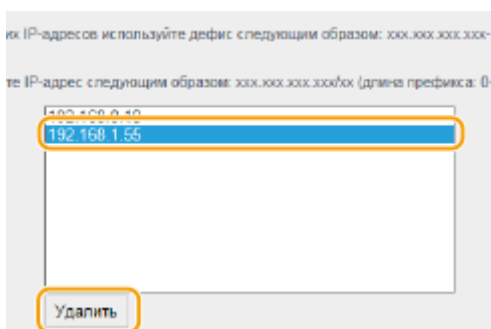 их IP-адресов используйте дефис следующим образом: xxx.xxx.xxx.xxx-
те IP-адрес следующим образом: xxx.xxx.xxx.xxx/xx (длина префикса: 0-
192.168.1.55
Удалить